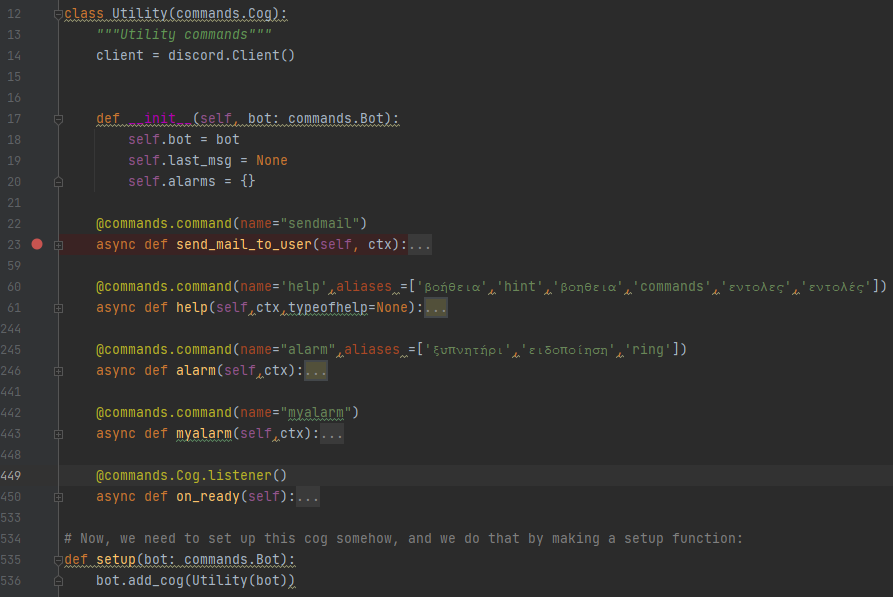 12 class Utility(commands.Cog):
13 """Utility commands"""
14 client = discord.Client()
15
16
17 def __init__(self, bot: commands.Bot):
18 self.bot = bot
19 self.last_msg = None
20 self.alarms = {}
21
22 @commands.command(name="sendmail")
23 async def send_mail_to_user(self, ctx):...
59
60 @commands.command(name='help',aliases =['βοήθεια','hint','βοηθεια','commands','εντολες','εντολές'])
61 async def help(self,ctx,typeofhelp=None):...
244
245 @commands.command(name="alarm",aliases =['ξυπνητήρι','ειδοποίηση','ring'])
246 async def alarm(self,ctx):...
441
442 @commands.command(name="myalarm")
443 async def myalarm(self,ctx):...
448
449 @commands.Cog.listener()
450 async def on_ready(self):...
533
534 # Now, we need to set up this cog somehow, and we do that by making a setup function:
535 def setup(bot: commands.Bot):
536 bot.add_cog(Utility(bot))